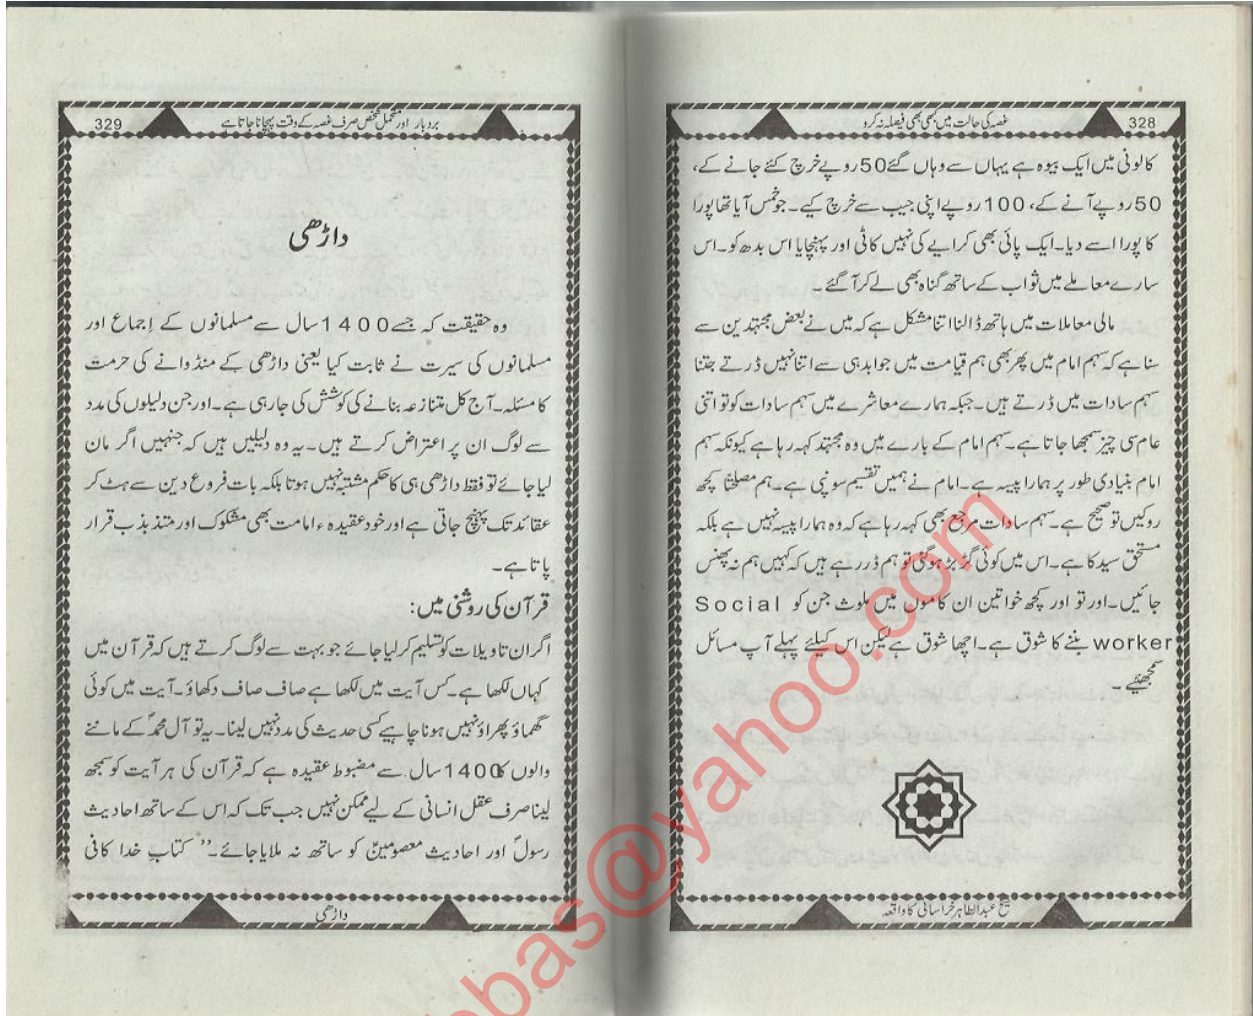 328
غصہ کی حالت میں کبھی بھی فیصلہ نہ کرو
کالونی میں ایک بیوہ ہے یہاں سے وہاں گئے 50 روپے خرچ کئے جانے کے،
50 روپے آنے کے، 100 روپے اپنی جیب سے خرچ کیے۔ جو خمس آیا تھا پورا
کا پورا اسے دیا۔ ایک پائی بھی کرایے کی نہیں کاٹی اور پہنچایا اس بدھ کو۔ اس
سارے معاملے میں ثواب کے ساتھ گناہ بھی لے کر آ گئے۔
مالی معاملات میں ہاتھ ڈالنا اتنا مشکل ہے کہ میں نے بعض مجتہدین سے
سنا ہے کہ سہم امام میں پھر بھی ہم قیامت میں جوابدہی سے اتنا نہیں ڈرتے جتنا
سہم سادات میں ڈرتے ہیں۔ جبکہ ہمارے معاشرے میں سہم سادات کو تو اتنی
عام سی چیز سمجھا جاتا ہے۔ سہم امام کے بارے میں وہ مجتہد کہہ رہا ہے کیونکہ سہم
امام بنیادی طور پر ہمارا پیسہ ہے۔ امام نے ہمیں تقسیم سونپی ہے۔ ہم مصلحتاً کچھ
روکیں تو صحیح ہے۔ سہم سادات مرجع بھی کہہ رہا ہے کہ وہ ہمارا پیسہ نہیں ہے بلکہ
مستحق سید کا ہے۔ اس میں کوئی گڑبڑ ہو گئی تو ہم ڈر رہے ہیں کہ کہیں ہم نہ پھنس
جائیں۔ اور تو اور کچھ خواتین ان کاموں میں ملوث جن کو Social
worker بننے کا شوق ہے۔ اچھا شوق ہے لیکن اس کیلئے پہلے آپ مسائل
سمجھیئے۔
شیخ عبدالطاہر خراسانی کا واقعہ
329
بردبار اور متحمل شخص صرف غصہ کے وقت پہچانا جاتا ہے
داڑھی
وہ حقیقت کہ جسے 1400 سال سے مسلمانوں کے اجماع اور
مسلمانوں کی سیرت نے ثابت کیا یعنی داڑھی کے منڈوانے کی حرمت
کا مسئلہ۔ آج کل متنازعہ بنانے کی کوشش کی جا رہی ہے۔ اور جن دلیلوں کی مدد
سے لوگ ان پر اعتراض کرتے ہیں۔ یہ وہ دلیلیں ہیں کہ جنہیں اگر مان
لیا جائے تو فقط داڑھی ہی کا حکم مشتبہ نہیں ہوتا بلکہ بات فروع دین سے ہٹ کر
عقائد تک پہنچ جاتی ہے اور خود عقیدہ ء امامت بھی مشکوک اور متذبذب قرار
پاتا ہے۔
قرآن کی روشنی میں:
اگر ان تاویلات کو تسلیم کر لیا جائے جو بہت سے لوگ کرتے ہیں کہ قرآن میں
کہاں لکھا ہے۔ کس آیت میں لکھا ہے صاف صاف دکھاؤ۔ آیت میں کوئی
گھماؤ پھراؤ نہیں ہونا چاہیے کسی حدیث کی مدد نہیں لینا۔ یہ تو آل محمدؐ کے ماننے
والوں کا 1400 سال سے مضبوط عقیدہ ہے کہ قرآن کی ہر آیت کو سمجھ
لینا صرف عقل انسانی کے لیے ممکن نہیں جب تک کہ اس کے ساتھ احادیث
رسولؐ اور احادیث معصومینؑ کو ساتھ نہ ملایا جائے۔ ’’کتاب خدا کافی
داڑھی
bas@yahoo.com